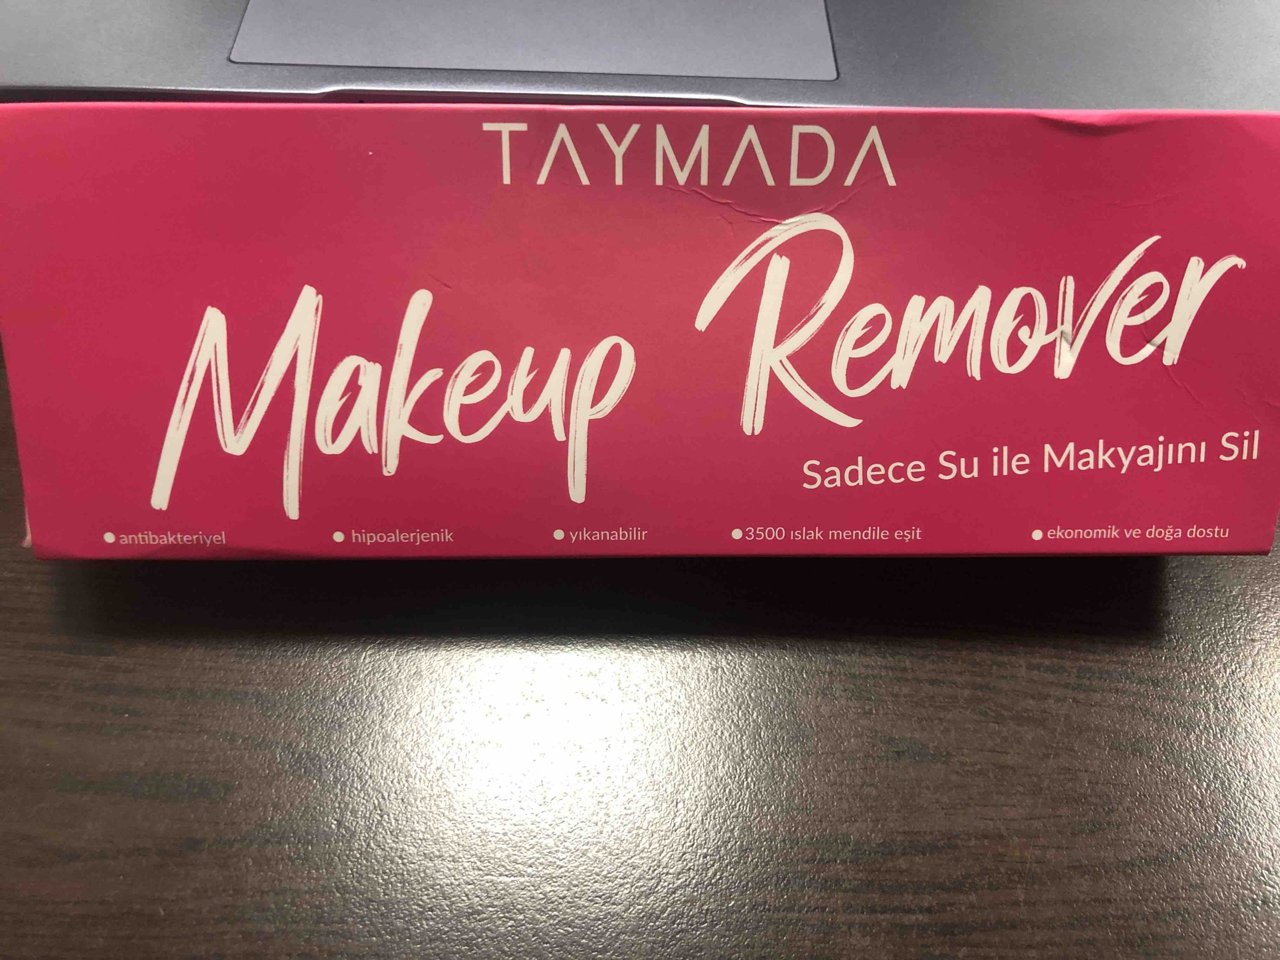 TAYMADA
Makeup Remover
Sadece Su ile Makyajını Sil
●antibakteriyel ● hipoalerjenik ●yıkanabilir ●3500 ıslak mendile eşit ●ekonomik ve doğa dostu